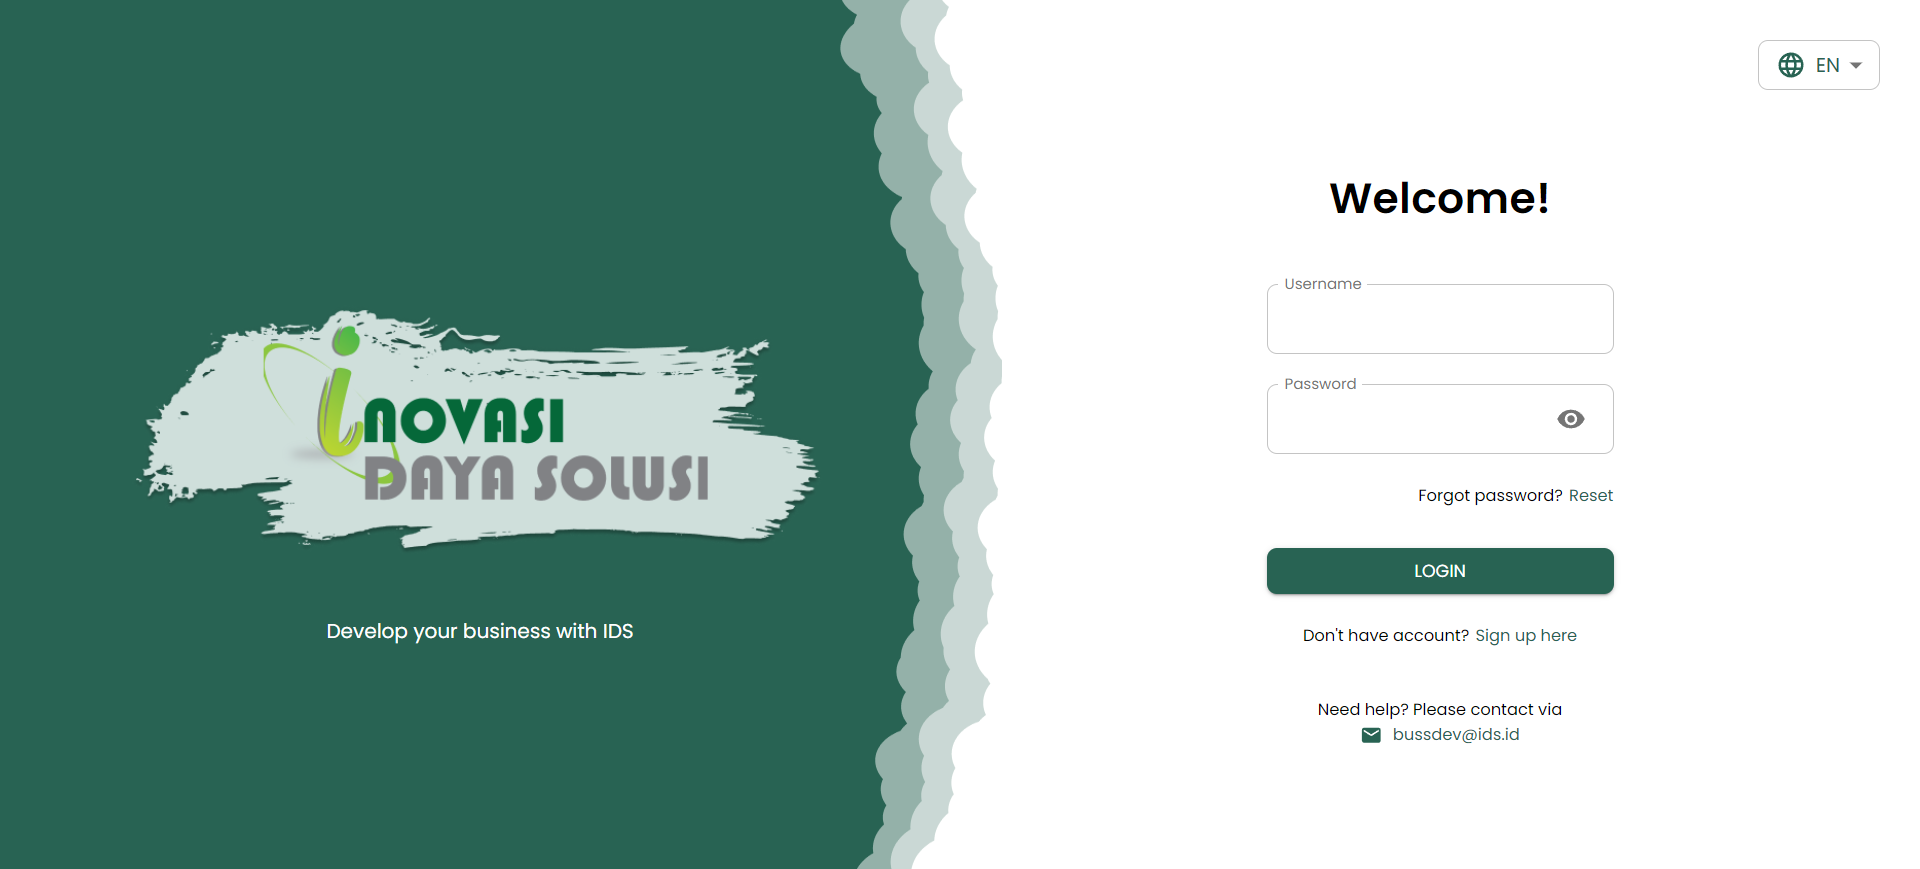 iNOVASI
DAYA SOLUSI
Develop your business with IDS
EN
Welcome!
Username
Password
Forgot password? Reset
LOGIN
Don't have account? Sign up here
Need help? Please contact via
bussdev@ids.id